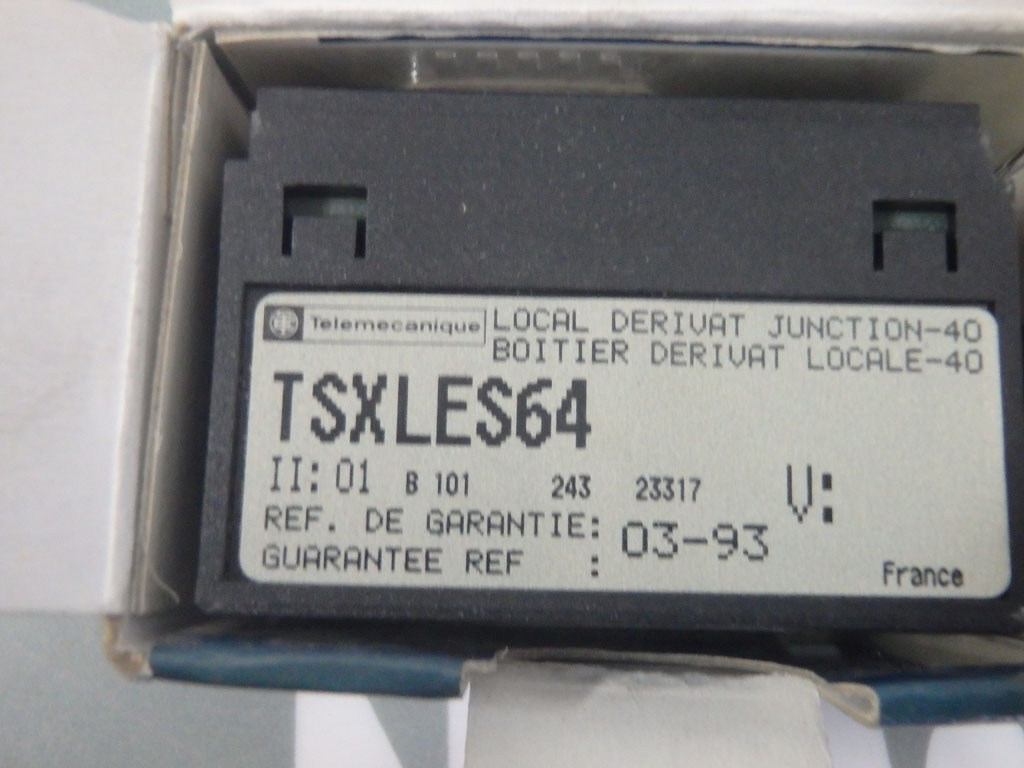 Telemecanique
LOCAL DERIVAT JUNCTION-40
BOITIER DERIVAT LOCALE-40
TSXLES64
II: 01 B 101 243 23317 V:
REF. DE GARANTIE: 03-93
GUARANTEE REF :
France